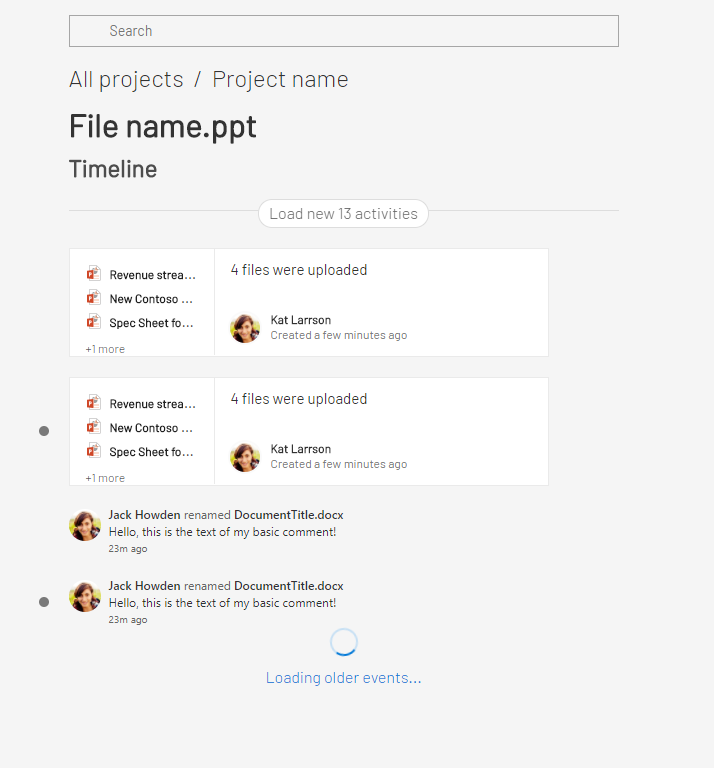 Search
All projects / Project name
File name.ppt
Timeline
Load new 13 activities
Revenue strea...
New Contoso ...
Spec Sheet fo...
+1 more
4 files were uploaded
Kat Larrson
Created a few minutes ago
Revenue strea...
New Contoso ...
Spec Sheet fo...
+1 more
4 files were uploaded
Kat Larrson
Created a few minutes ago
Jack Howden renamed DocumentTitle.docx
Hello, this is the text of my basic comment!
23m ago
Jack Howden renamed DocumentTitle.docx
Hello, this is the text of my basic comment!
23m ago
Loading older events...